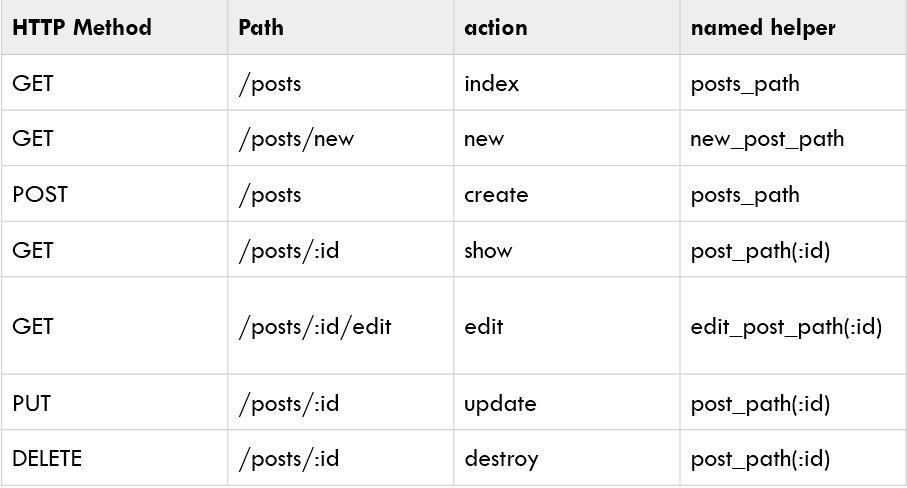 HTTP Method Path action named helper
GET /posts index posts_path
GET /posts/new new new_post_path
POST /posts create posts_path
GET /posts/:id show post_path(:id)
GET /posts/:id/edit edit edit_post_path(:id)
PUT /posts/:id update post_path(:id)
DELETE /posts/:id destroy post_path(:id)